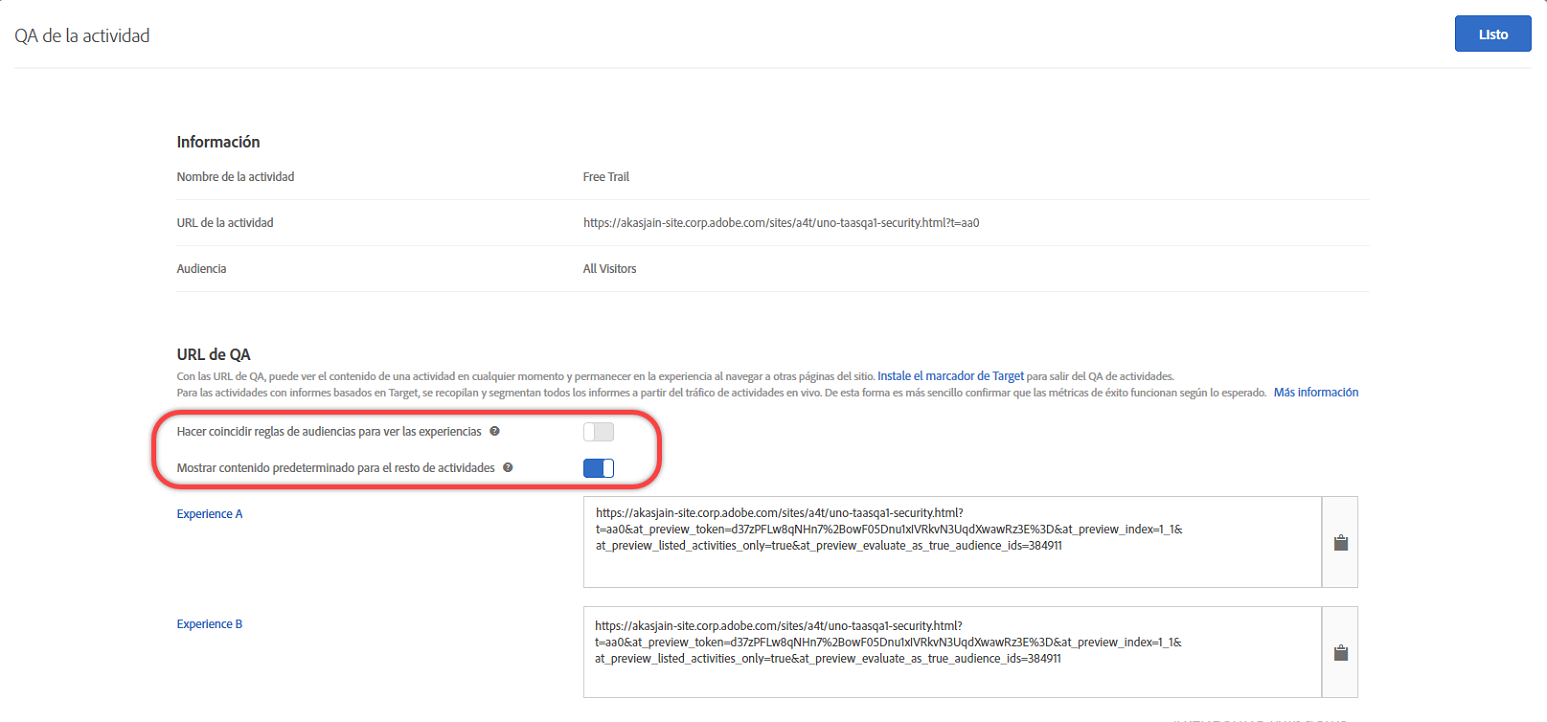 QA de la actividad
Listo
Información
Nombre de la actividad Free Trail
URL de la actividad https://akasjain-site.corp.adobe.com/sites/a4t/uno-taasqa1-security.html?t=aa0
Audiencia All Visitors
URL de QA
Con las URL de QA, puede ver el contenido de una actividad en cualquier momento y permanecer en la experiencia al navegar a otras páginas del sitio. Instale el marcador de Target para salir del QA de actividades.
Para las actividades con informes basados en Target, se recopilan y segmentan todos los informes a partir del tráfico de actividades en vivo. De esta forma es más sencillo confirmar que las métricas de éxito funcionan según lo esperado. Más información
Hacer coincidir reglas de audiencias para ver las experiencias
Mostrar contenido predeterminado para el resto de actividades
Experience A
https://akasjain-site.corp.adobe.com/sites/a4t/uno-taasqa1-security.html?
t=aa0&at_preview_token=d37zPFLw8qNHn7%2BowF05Dnu1xIVRkvN3UqdXwawRz3E%3D&at_preview_index=1_1&
at_preview_listed_activities_only=true&at_preview_evaluate_as_true_audience_ids=384911
Experience B
https://akasjain-site.corp.adobe.com/sites/a4t/uno-taasqa1-security.html?
t=aa0&at_preview_token=d37zPFLw8qNHn7%2BowF05Dnu1xIVRkvN3UqdXwawRz3E%3D&at_preview_index=1_1&
at_preview_listed_activities_only=true&at_preview_evaluate_as_true_audience_ids=384911